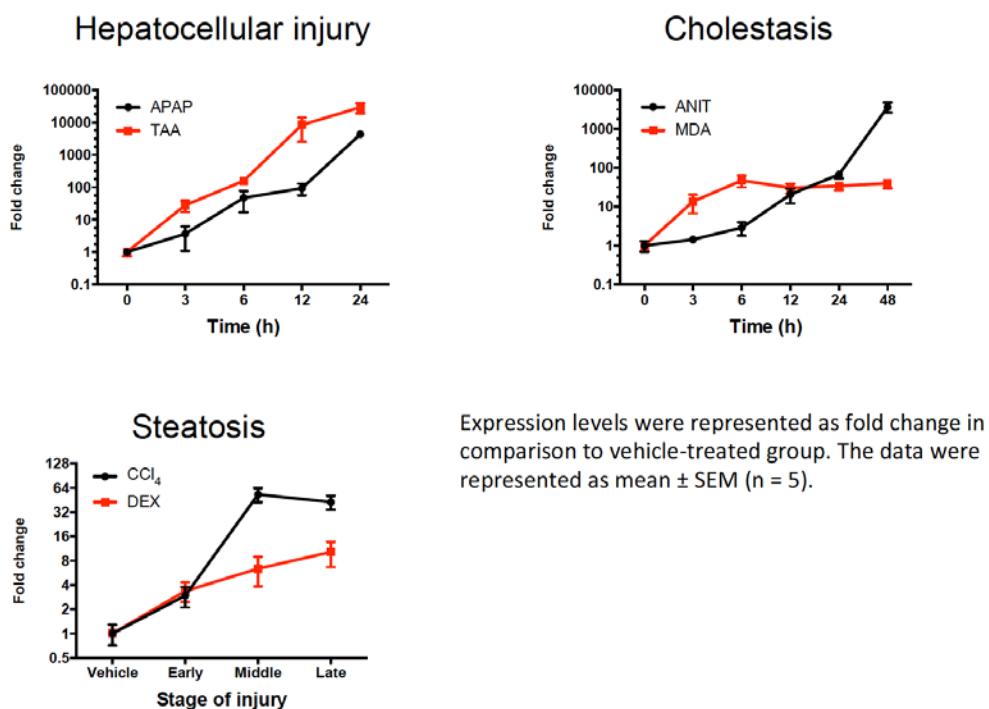 Hepatocellular injury
Fold change
100000
10000
1000
100
10
1
0.1
APAP
TAA
0 3 6 12 24
Time (h)
Cholestasis
Fold change
10000
1000
100
10
1
0.1
ANIT
MDA
0 3 6 12 24 48
Time (h)
Steatosis
Fold change
128
64
32
16
8
4
2
1
0.5
CCl₄
DEX
Vehicle Early Middle Late
Stage of injury
Expression levels were represented as fold change in
comparison to vehicle-treated group. The data were
represented as mean ± SEM (n = 5).